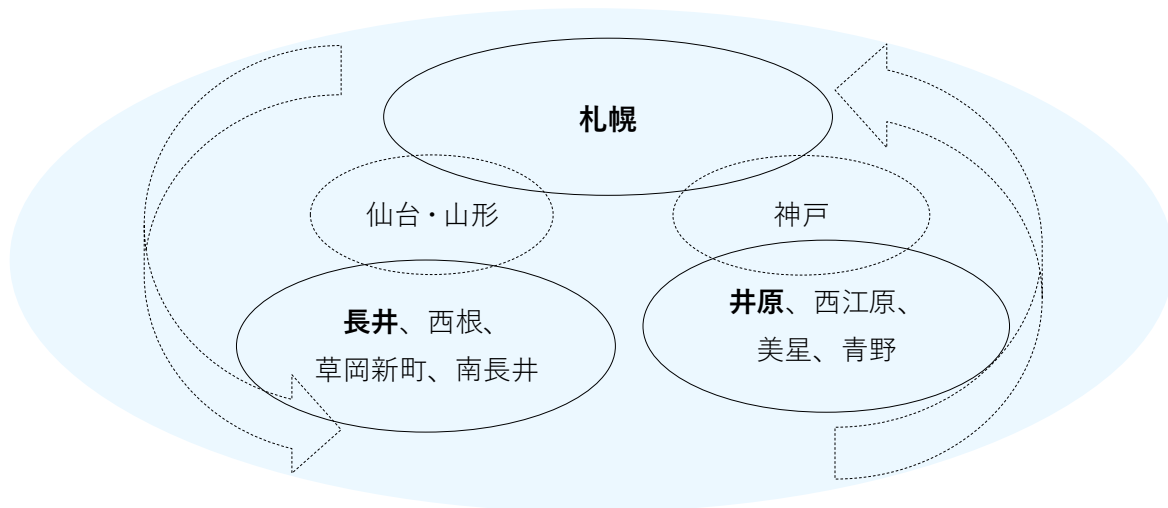 札幌
仙台・山形
神戸
長井、西根、
草岡新町、南長井
井原、西江原、
美星、青野